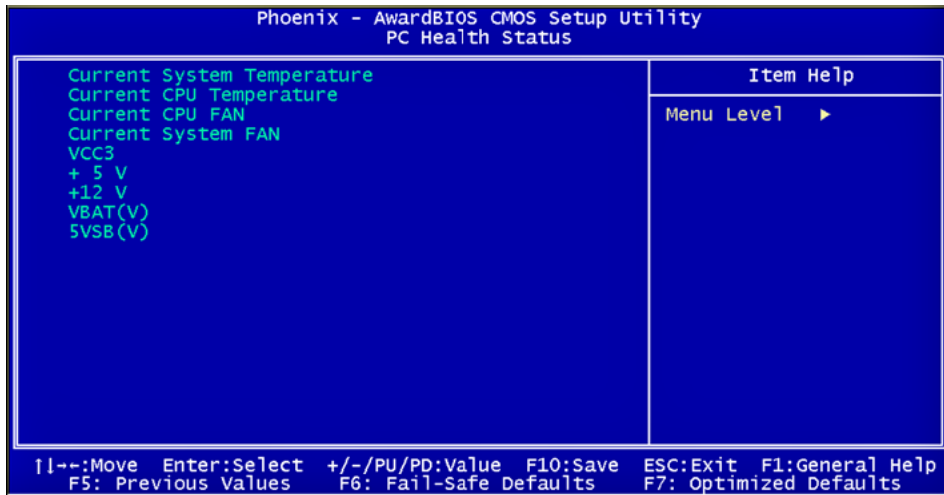 Phoenix - AwardBIOS CMOS Setup Utility
PC Health Status
Current System Temperature
Current CPU Temperature
Current CPU FAN
Current System FAN
VCC3
+ 5 V
+12 V
VBAT(V)
5VSB(V)
Item Help
Menu Level ►
↑↓→←:Move Enter:Select +/-/PU/PD:Value F10:Save ESC:Exit F1:General Help
F5: Previous Values F6: Fail-Safe Defaults F7: Optimized Defaults